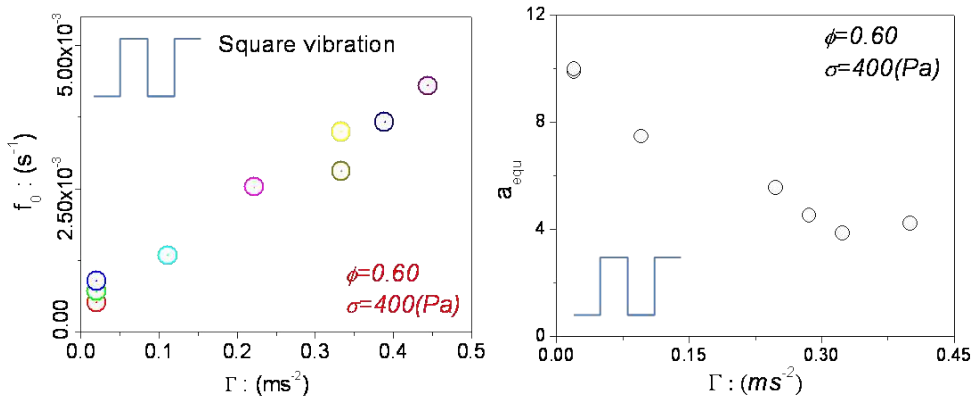 Square vibration
f0 : (s-1)
5.00x10-3
2.50x10-3
0.00
ϕ=0.60
σ=400(Pa)
0.0 0.1 0.2 0.3 0.4 0.5
Γ : (ms-2)
ϕ=0.60
σ=400(Pa)
aequ
12
8
4
0
0.00 0.15 0.30 0.45
Γ : (ms-2)